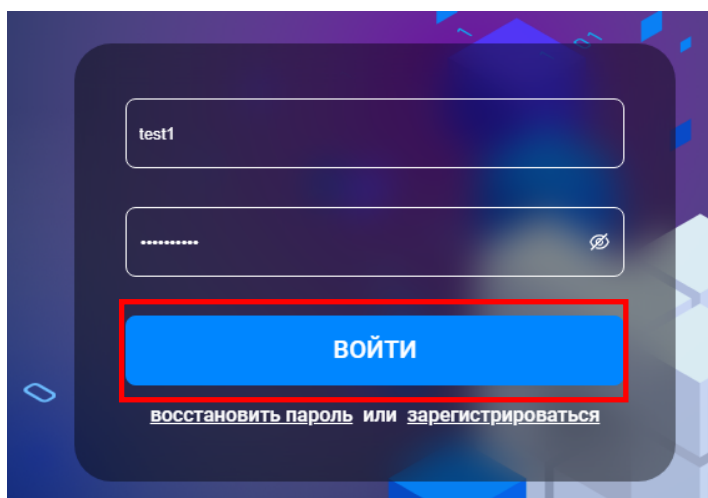 test1
••••••••••
ВОЙТИ
восстановить пароль или зарегистрироваться